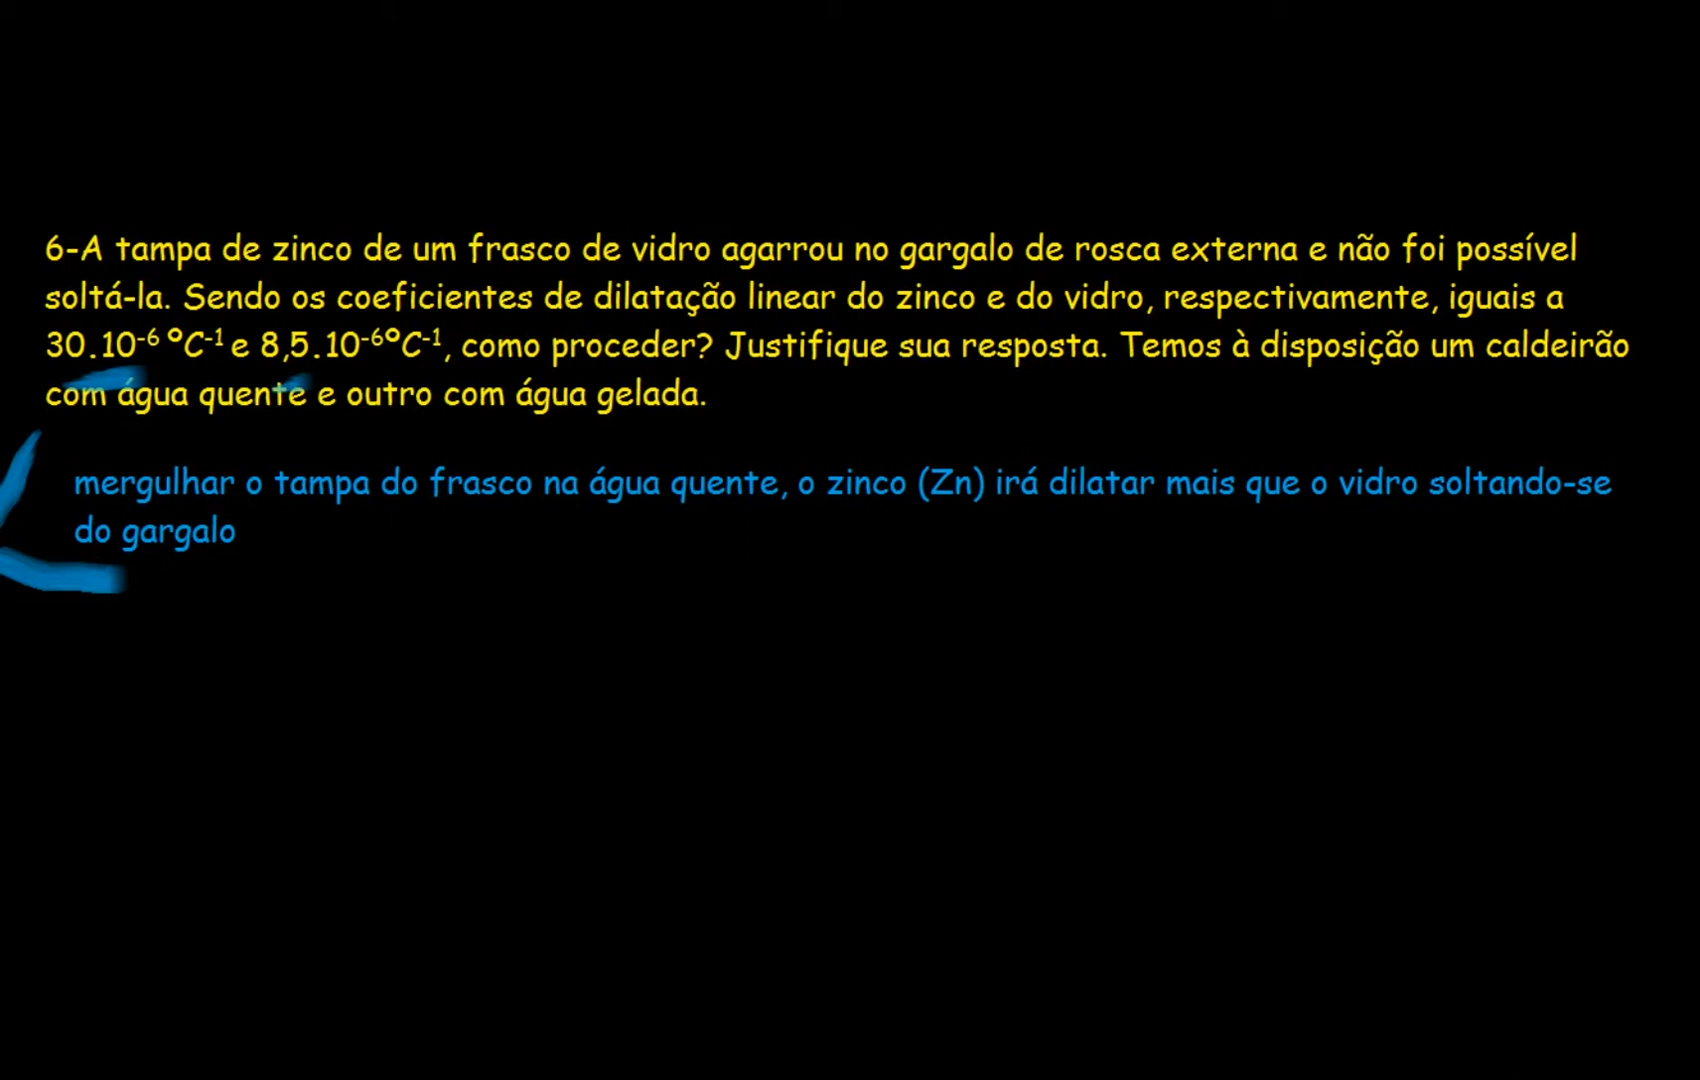 6-A tampa de zinco de um frasco de vidro agarrou no gargalo de rosca externa e não foi possível
soltá-la. Sendo os coeficientes de dilatação linear do zinco e do vidro, respectivamente, iguais a
30.10⁻⁶ ºC⁻¹ e 8,5.10⁻⁶ºC⁻¹, como proceder? Justifique sua resposta. Temos à disposição um caldeirão
com água quente e outro com água gelada.
mergulhar o tampa do frasco na água quente, o zinco (Zn) irá dilatar mais que o vidro soltando-se
do gargalo